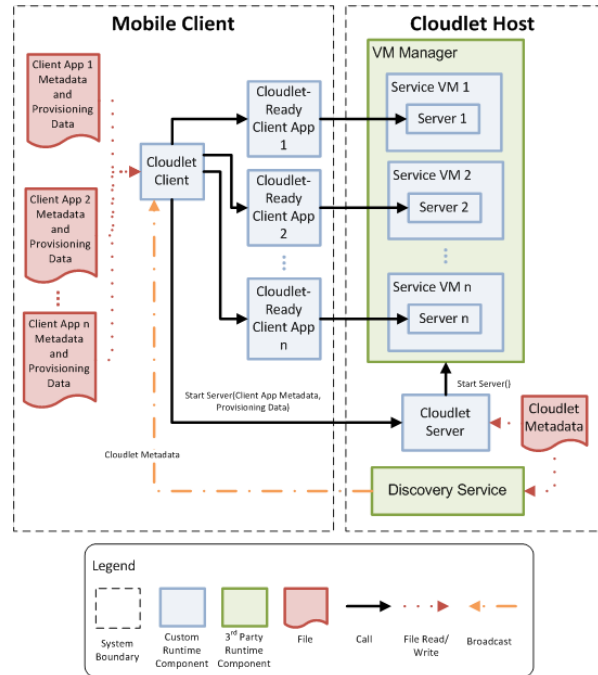 Mobile Client
Cloudlet Host
Client App 1
Metadata
and
Provisioning
Data
Client App 2
Metadata
and
Provisioning
Data
Client App n
Metadata
and
Provisioning
Data
Cloudlet
Client
Cloudlet-
Ready
Client App
1
Cloudlet-
Ready
Client App
2
Cloudlet-
Ready
Client App
n
VM Manager
Service VM 1
Server 1
Service VM 2
Server 2
Service VM n
Server n
Start Server(Client App Metadata,
Provisioning Data)
Start Server()
Cloudlet
Server
Cloudlet
Metadata
Cloudlet Metadata
Discovery Service
Legend
System
Boundary
Custom
Runtime
Component
3rd Party
Runtime
Component
File
Call
File Read/
Write
Broadcast